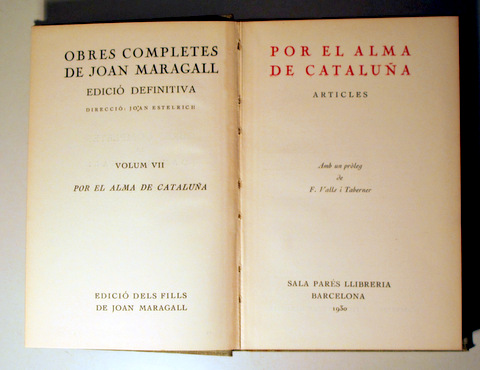 OBRES COMPLETES
DE JOAN MARAGALL
EDICIÓ DEFINITIVA
DIRECCIÓ: JOAN ESTELRICH
VOLUM VII
POR EL ALMA DE CATALUÑA
EDICIÓ DELS FILLS
DE JOAN MARAGALL
POR EL ALMA
DE CATALUÑA
ARTICLES
Amb un pròleg
de
F. Valls i Taberner
SALA PARÉS LLIBRERIA
BARCELONA
1930